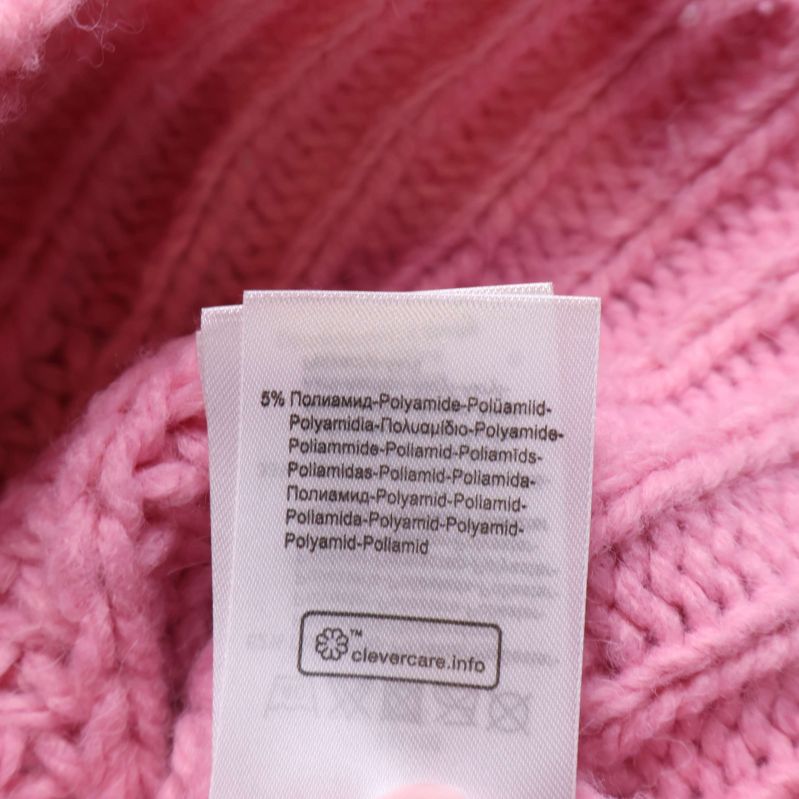 5% Полиамид-Polyamide-Polüamiid-
Polyamidia-Πολυαμίδιο-Polyamide-
Poliammide-Poliamid-Poliamīds-
Poliamidas-Poliamid-Poliamida-
Полиамид-Polyamid-Poliamid-
Poliamida-Polyamid-Polyamid-
Polyamid-Poliamid
™ clevercare.info